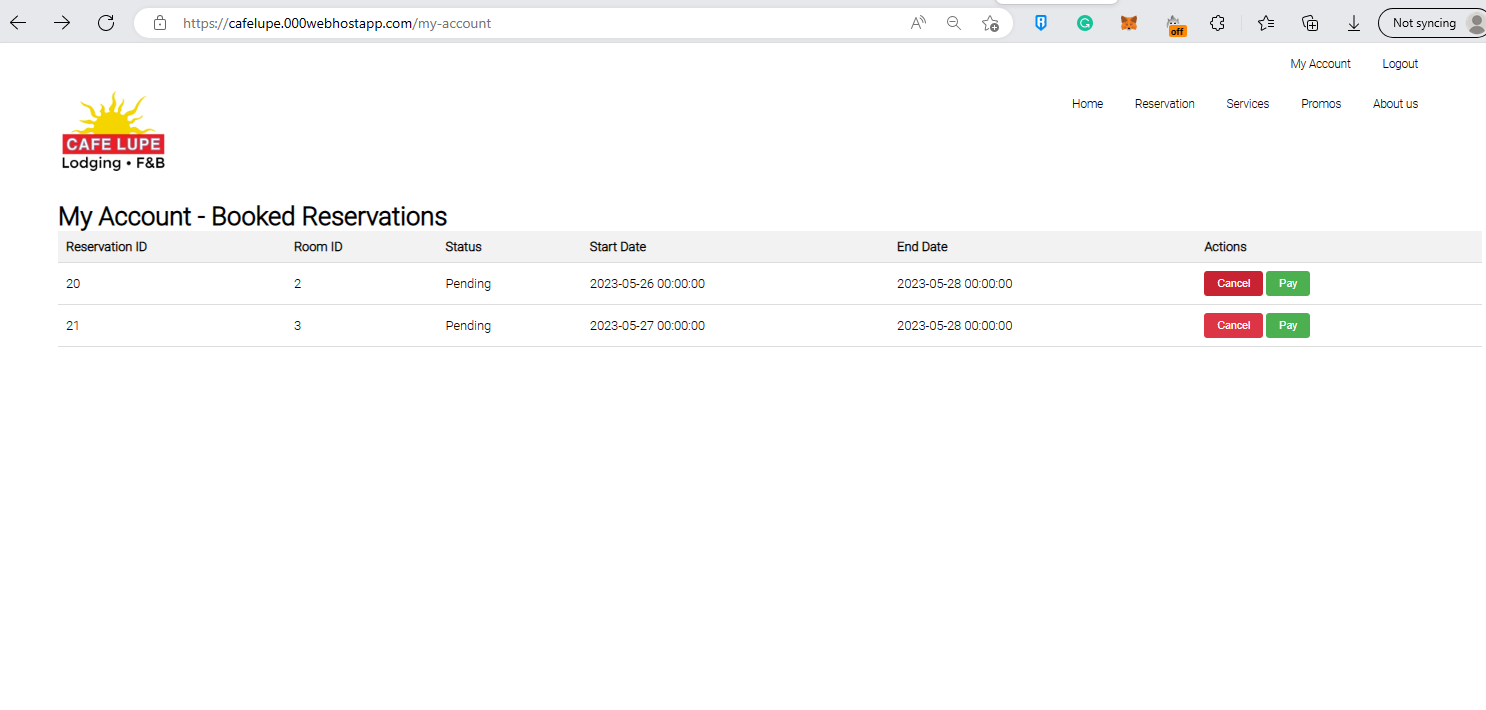 https://cafelupe.000webhostapp.com/my-account
off
Not syncing
My Account Logout
Home Reservation Services Promos About us
CAFE LUPE
Lodging • F&B
My Account - Booked Reservations
Reservation ID Room ID Status Start Date End Date Actions
20 2 Pending 2023-05-26 00:00:00 2023-05-28 00:00:00 Cancel Pay
21 3 Pending 2023-05-27 00:00:00 2023-05-28 00:00:00 Cancel Pay